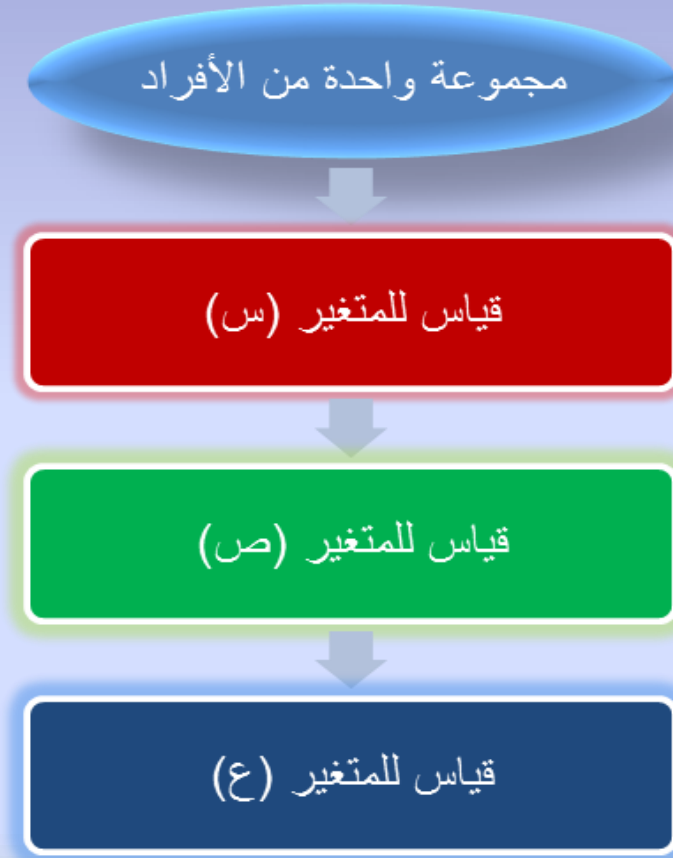 مجموعة واحدة من الأفراد
قياس للمتغير (س)
قياس للمتغير (ص)
قياس للمتغير (ع)